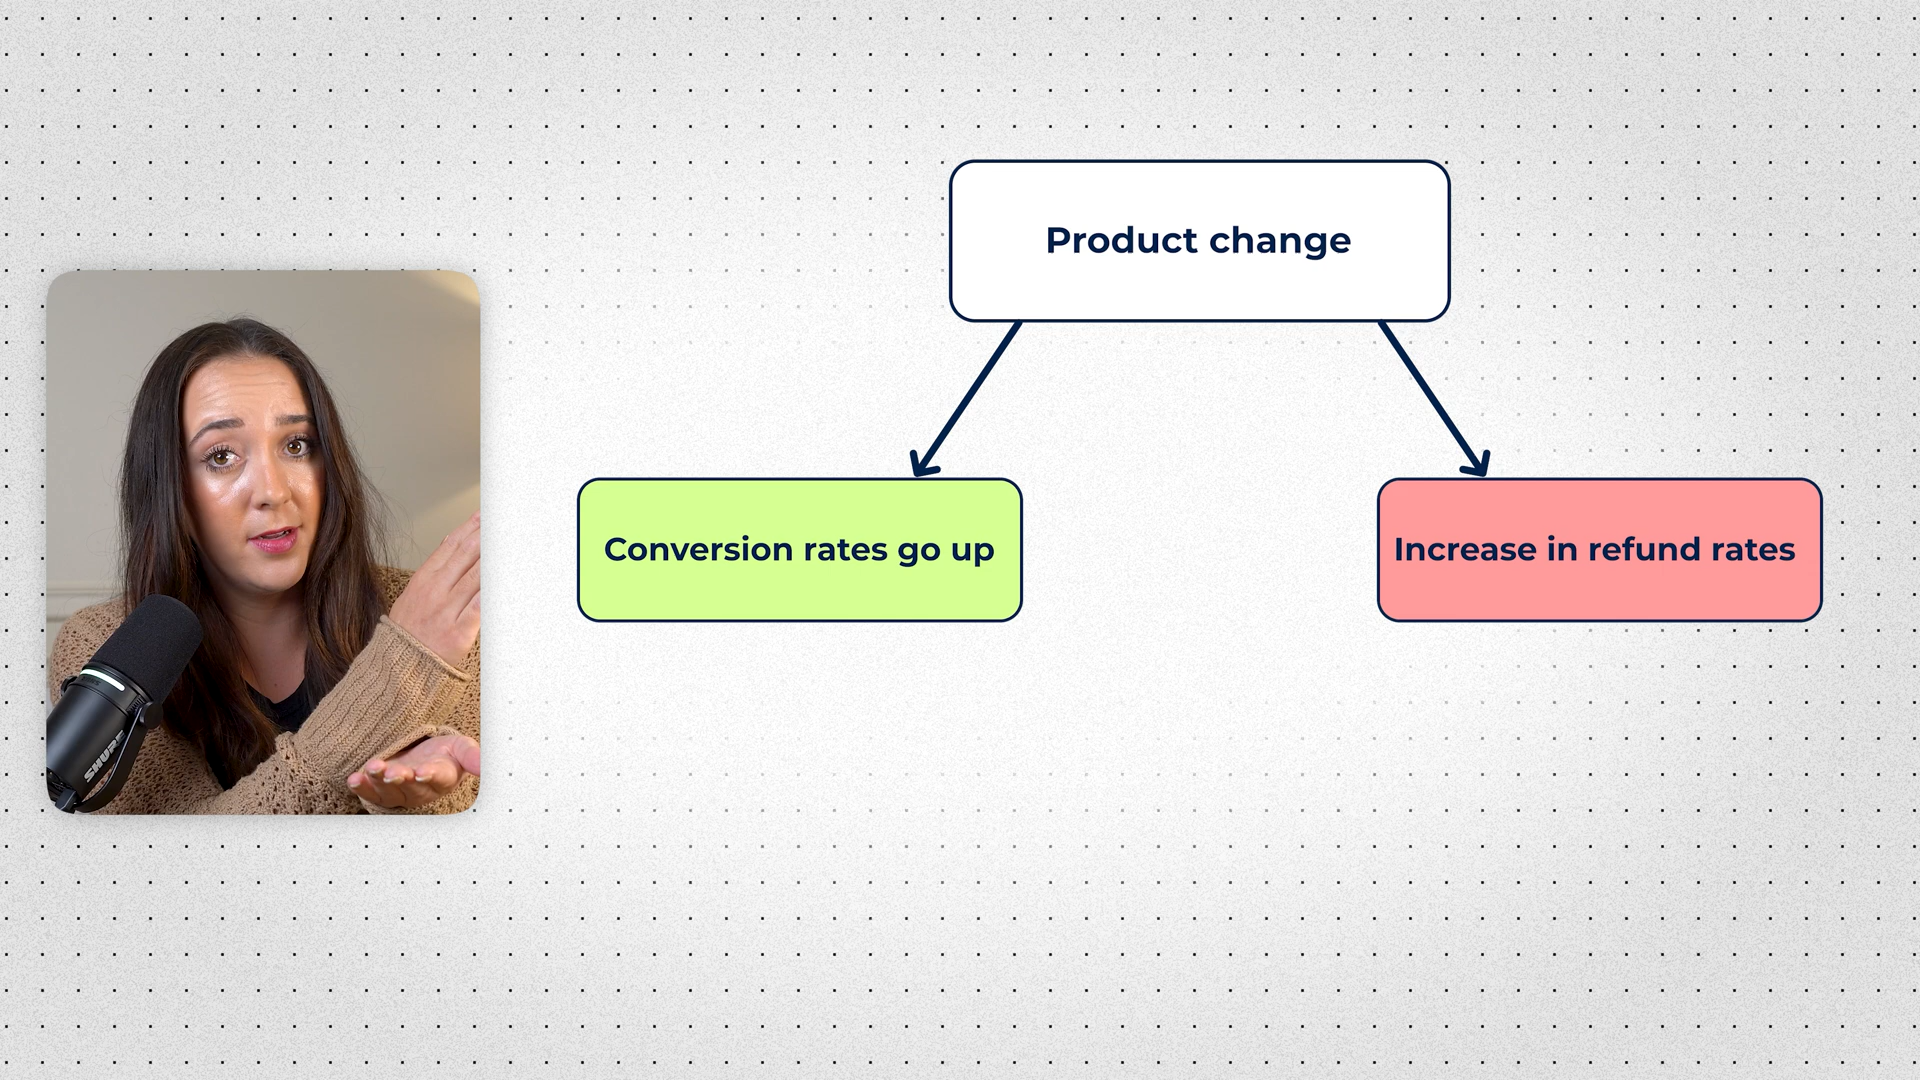 Product change
Conversion rates go up
Increase in refund rates
SHURE